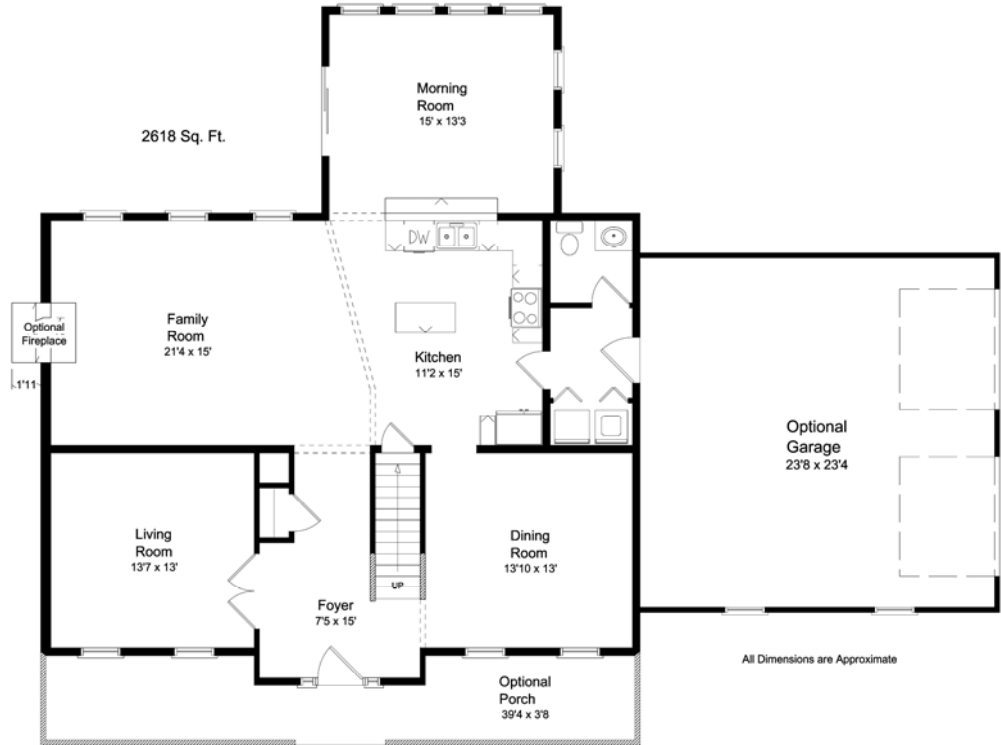 Morning
Room
15' x 13'3
2618 Sq. Ft.
DW
Optional
Fireplace
1'11
Family
Room
21'4 x 15'
Kitchen
11'2 x 15'
Optional
Garage
23'8 x 23'4
Living
Room
13'7 x 13'
Dining
Room
13'10 x 13'
UP
Foyer
7'5 x 15'
All Dimensions are Approximate
Optional
Porch
39'4 x 3'8